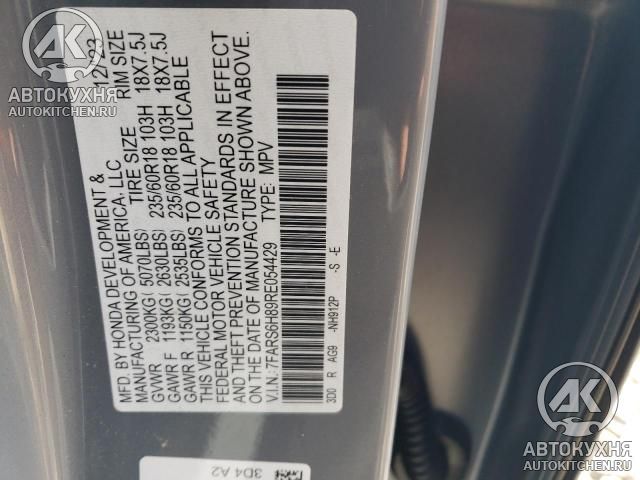 MFD. BY HONDA DEVELOPMENT &
MANUFACTURING OF AMERICA, LLC 12/23
TIRE SIZE RIM SIZE
GVWR 2300KG(5070LBS)
GAWR F 1193KG(2630LBS) 235/60R18 103H 18X7.5J
GAWR R 1150KG(2535LBS) 235/60R18 103H 18X7.5J
THIS VEHICLE CONFORMS TO ALL APPLICABLE
FEDERAL MOTOR VEHICLE SAFETY
AND THEFT PREVENTION STANDARDS IN EFFECT
ON THE DATE OF MANUFACTURE SHOWN ABOVE.
V.I.N.:7FARS6H89RE054429 TYPE: MPV
3D0 R AG9 -NH912P -S -E
3D4 A2
АК
АВТОКУХНЯ
AUTOKITCHEN.RU
АК
АВТОКУХНЯ
AUTOKITCHEN.RU